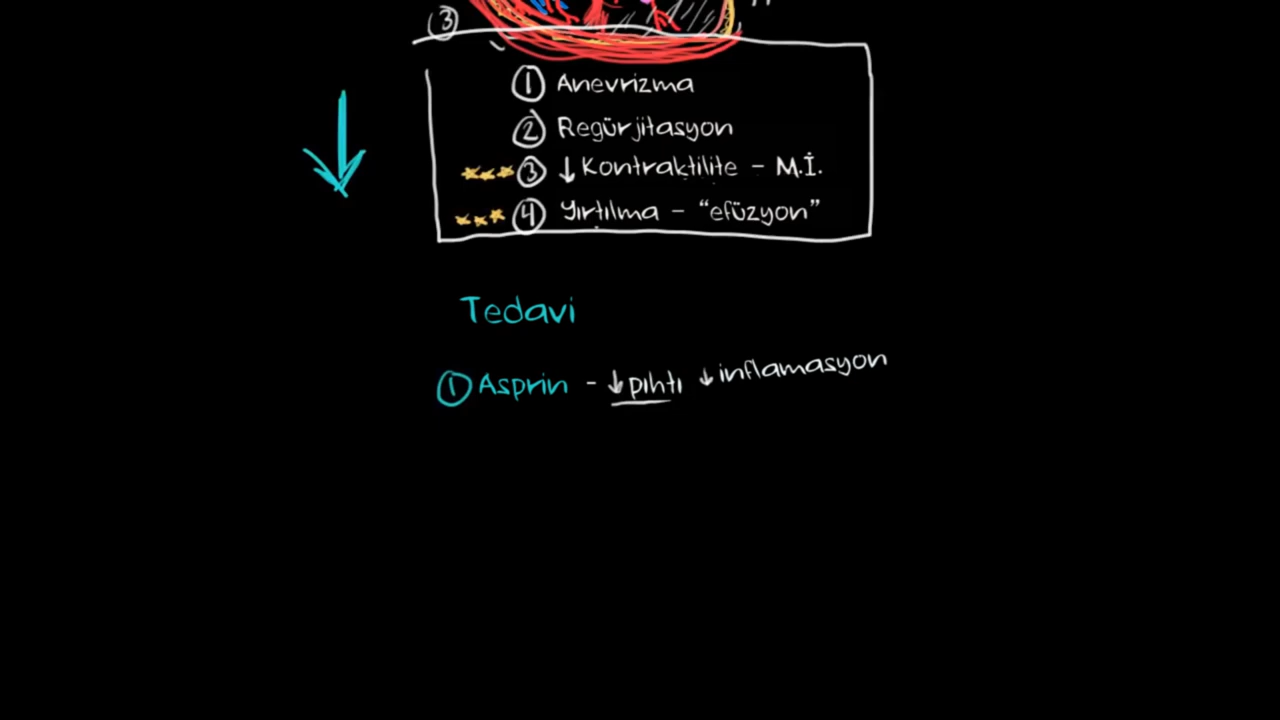 3
1 Anevrizma
2 Regürjitasyon
3 ↓ Kontraktilite - M.İ.
4 Yırtılma - "efüzyon"
Tedavi
1 Asprin - ↓ pıhtı ↓ inflamasyon